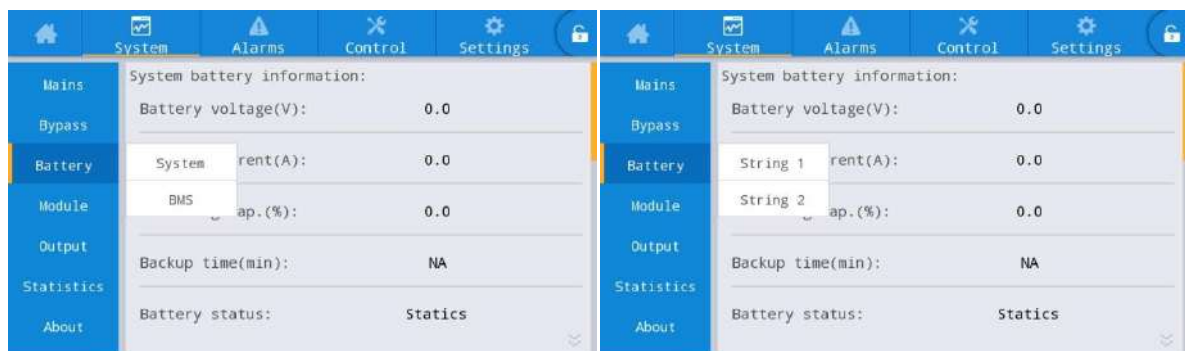 System Alarms Control Settings
Mains
Bypass
Battery
Module
Output
Statistics
About
System battery information:
Battery voltage(V): 0.0
System
BMS
rent(A): 0.0
ap.(%): 0.0
Backup time(min): NA
Battery status: Statics
System Alarms Control Settings
Mains
Bypass
Battery
Module
Output
Statistics
About
System battery information:
Battery voltage(V): 0.0
String 1
String 2
rent(A): 0.0
ap.(%): 0.0
Backup time(min): NA
Battery status: Statics